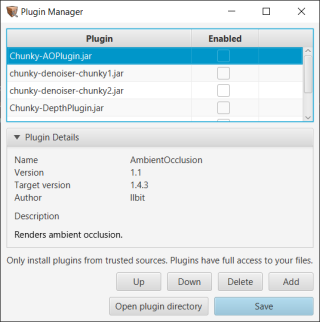 Plugin Manager
Plugin Enabled
Chunky-AOPlugin.jar
chunky-denoiser-chunky1.jar
chunky-denoiser-chunky2.jar
Chunky-DepthPlugin.jar
Plugin Details
Name AmbientOcclusion
Version 1.1
Target version 1.4.3
Author llbit
Description
Renders ambient occlusion.
Only install plugins from trusted sources. Plugins have full access to your files.
Up Down Delete Add
Open plugin directory Save